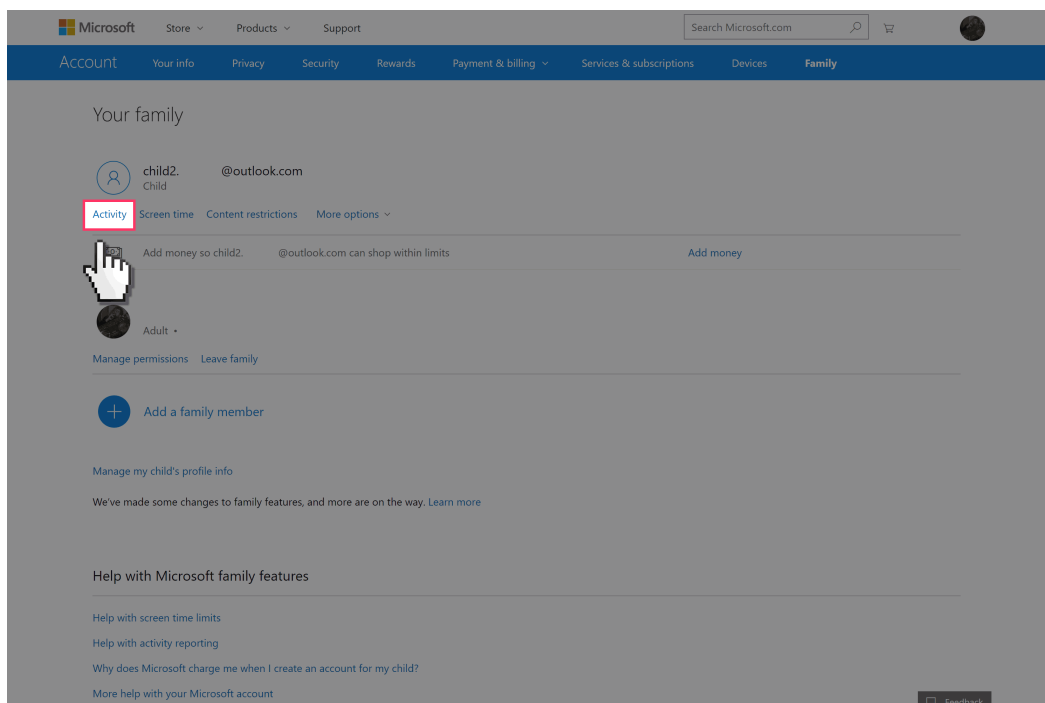 Microsoft Store Products Support Search Microsoft.com
Account Your info Privacy Security Rewards Payment & billing Services & subscriptions Devices Family
Your family
child2. @outlook.com
Child
Activity Screen time Content restrictions More options
Add money so child2. @outlook.com can shop within limits Add money
Adult •
Manage permissions Leave family
Add a family member
Manage my child's profile info
We've made some changes to family features, and more are on the way. Learn more
Help with Microsoft family features
Help with screen time limits
Help with activity reporting
Why does Microsoft charge me when I create an account for my child?
More help with your Microsoft account
Feedback